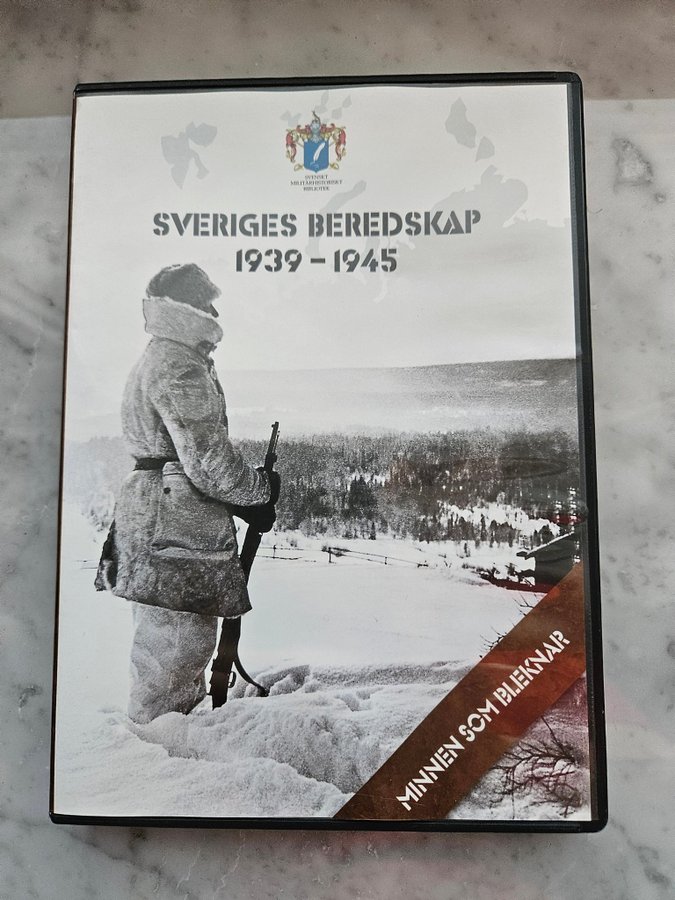 SVENSKT
MILITÄRHISTORISKT
BIBLIOTEK
SVERIGES BEREDSKAP
1939 – 1945
MINNEN SOM BLEKNAR